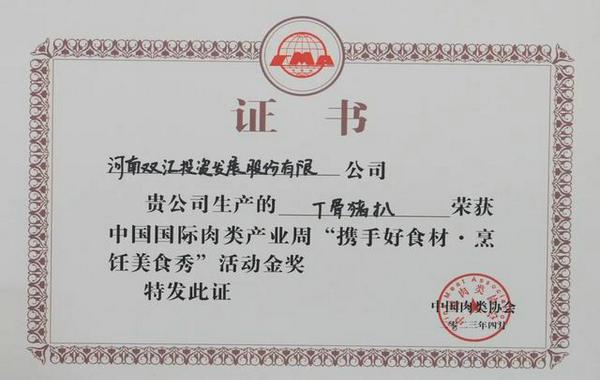 CMA
证书
河南双汇投资发展股份有限公司
贵公司生产的 丁骨猪扒 荣获
中国国际肉类产业周“携手好食材·烹
饪美食秀”活动金奖
特发此证
中国肉类协会
二三年四月